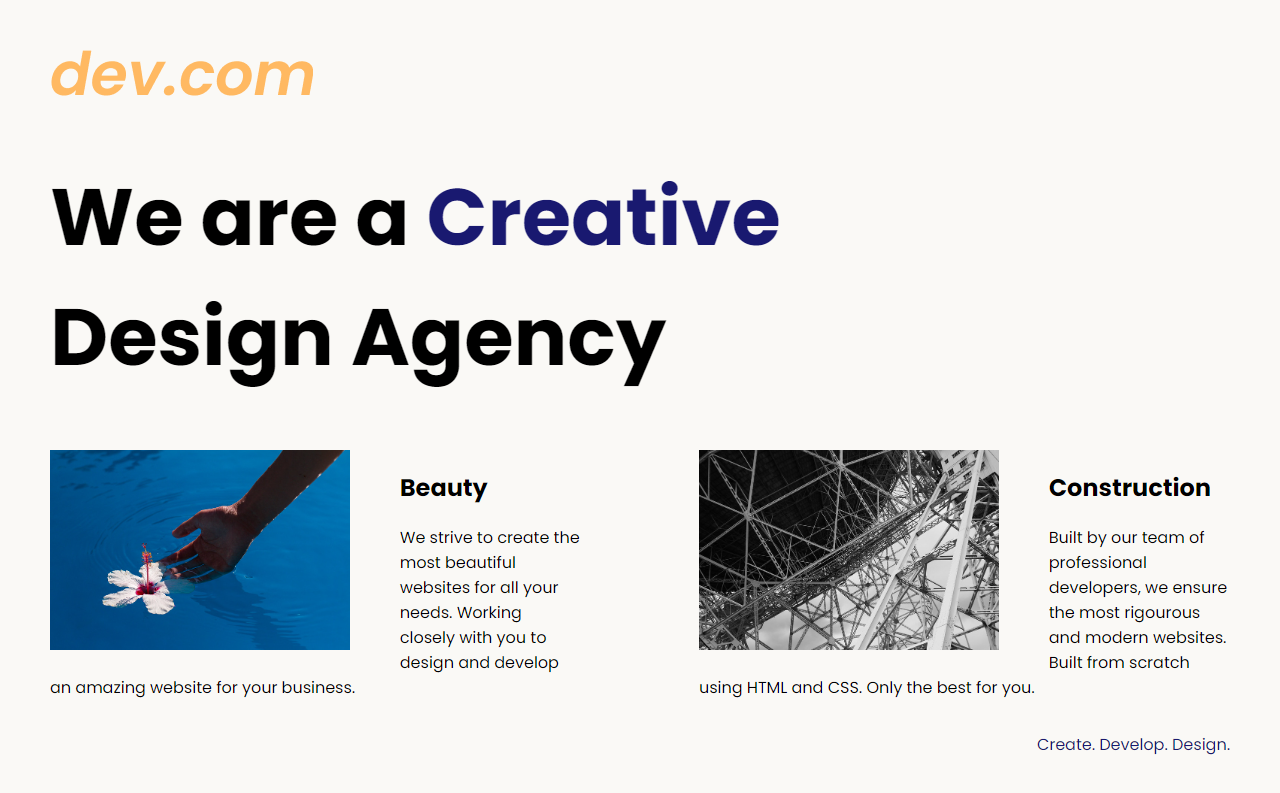 dev.com
We are a Creative
Design Agency
Beauty
We strive to create the
most beautiful
websites for all your
needs. Working
closely with you to
design and develop
an amazing website for your business.
Construction
Built by our team of
professional
developers, we ensure
the most rigourous
and modern websites.
Built from scratch
using HTML and CSS. Only the best for you.
Create. Develop. Design.